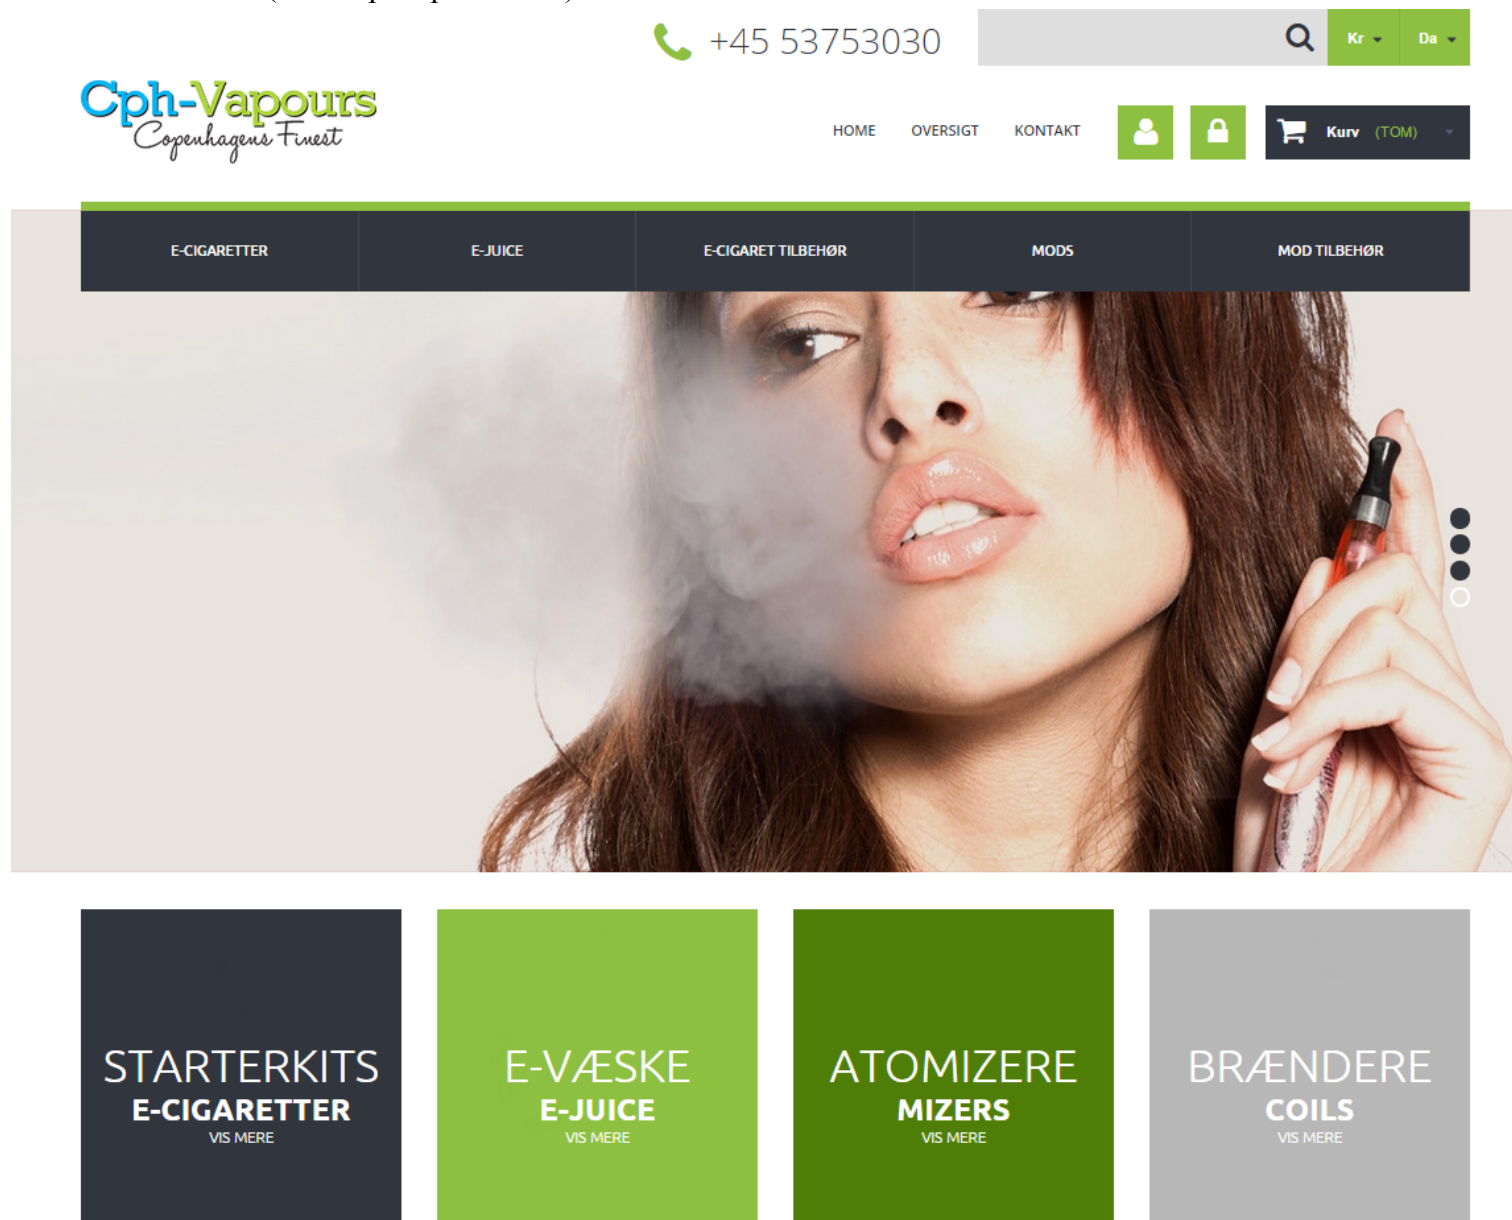 +45 53753030
Kr
Da
Cph-Vapours
Copenhagens Finest
HOME
OVERSIGT
KONTAKT
Kurv (TOM)
E-CIGARETTER
E-JUICE
E-CIGARET TILBEHØR
MODS
MOD TILBEHØR
STARTERKITS
E-CIGARETTER
VIS MERE
E-VÆSKE
E-JUICE
VIS MERE
ATOMIZERE
MIZERS
VIS MERE
BRÆNDERE
COILS
VIS MERE